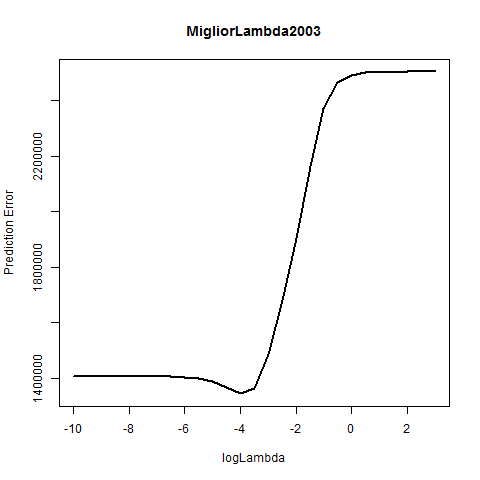 MigliorLambda2003
Prediction Error
2200000
1800000
1400000
-10 -8 -6 -4 -2 0 2
logLambda